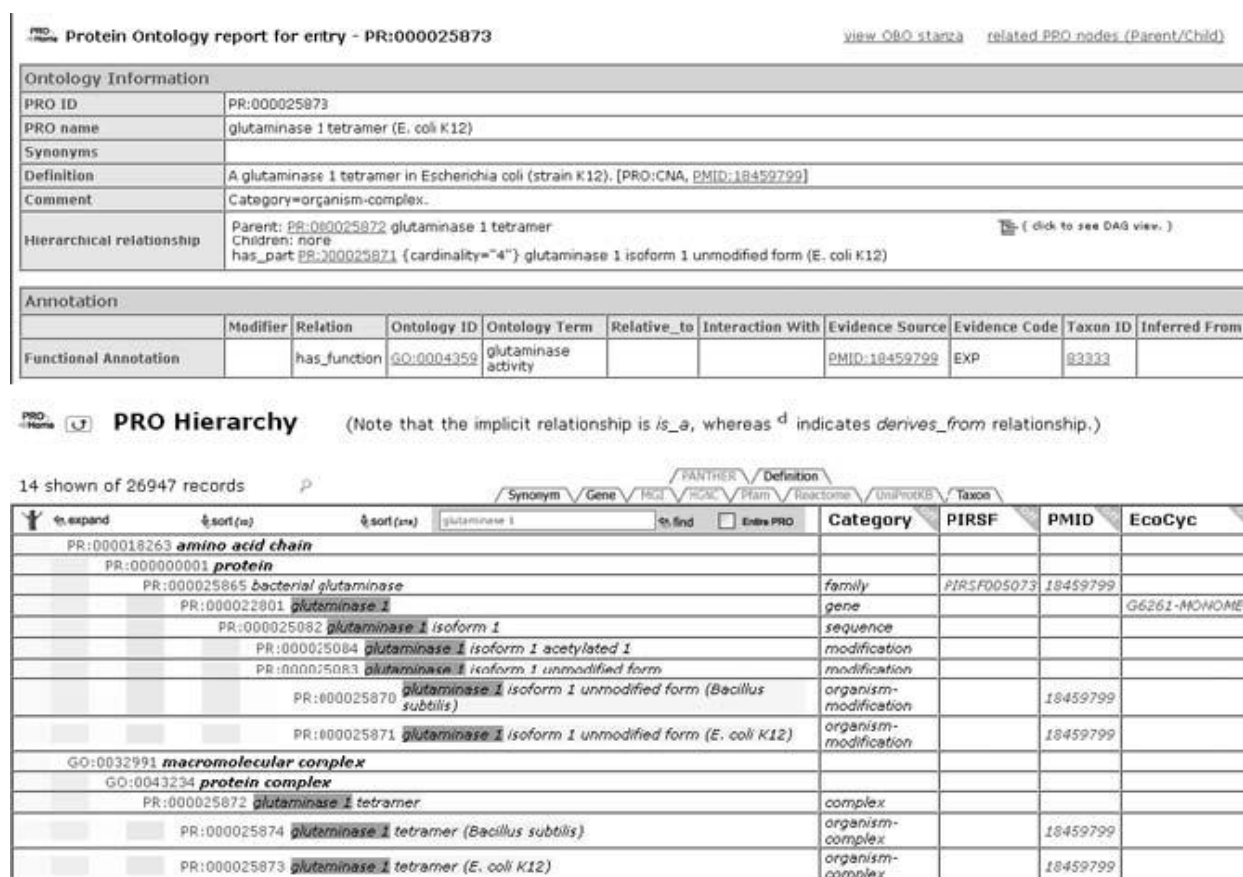 PRO Home Protein Ontology report for entry - PR:000025873 view OBO stanza related PRO nodes (Parent/Child)
Ontology Information
PRO ID PR:000025873
PRO name glutaminase 1 tetramer (E. coli K12)
Synonyms
Definition A glutaminase 1 tetramer in Escherichia coli (strain K12). [PRO:CNA, PMID:18459799]
Comment Category=organism-complex.
Hierarchical relationship Parent: PR:000025872 glutaminase 1 tetramer ( click to see DAG view. )
Children: none
has_part PR:000025871 {cardinality="4"} glutaminase 1 isoform 1 unmodified form (E. coli K12)
Annotation
Modifier Relation Ontology ID Ontology Term Relative_to Interaction With Evidence Source Evidence Code Taxon ID Inferred From
Functional Annotation has_function GO:0004359 glutaminase activity PMID:18459799 EXP 83333
PRO Home PRO Hierarchy (Note that the implicit relationship is is_a, whereas d indicates derives_from relationship.)
14 shown of 26947 records
PANTHER Definition
Synonym Gene MGI HGNC Pfam Reactome UniProtKB Taxon
expand sort (ID) sort (str) glutaminase 1 find Entire PRO Category PIRSF PMID EcoCyc
PR:000018263 amino acid chain
PR:000000001 protein
PR:000025865 bacterial glutaminase family PIRSF005073 18459799
PR:000022801 glutaminase 1 gene G6261-MONOME
PR:000025082 glutaminase 1 isoform 1 sequence
PR:000025084 glutaminase 1 isoform 1 acetylated 1 modification
PR:000025083 glutaminase 1 isoform 1 unmodified form modification
PR:000025870 glutaminase 1 isoform 1 unmodified form (Bacillus subtilis) organism-modification 18459799
PR:000025871 glutaminase 1 isoform 1 unmodified form (E. coli K12) organism-modification 18459799
GO:0032991 macromolecular complex
GO:0043234 protein complex
PR:000025872 glutaminase 1 tetramer complex
PR:000025874 glutaminase 1 tetramer (Bacillus subtilis) organism-complex 18459799
PR:000025873 glutaminase 1 tetramer (E. coli K12) organism-complex 18459799